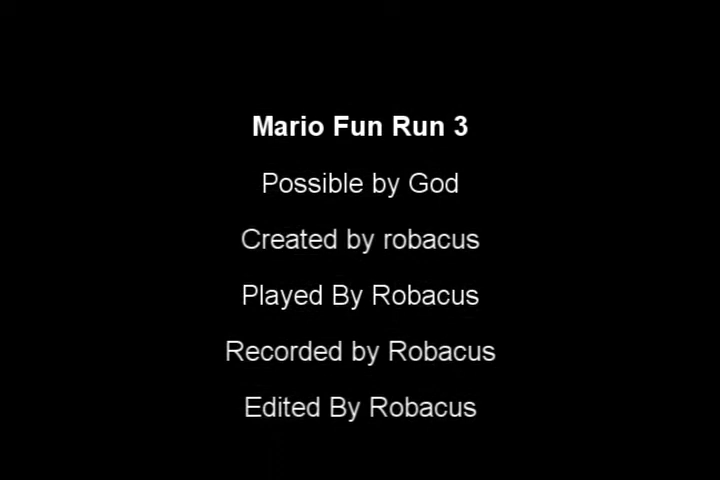 Mario Fun Run 3
Possible by God
Created by robacus
Played By Robacus
Recorded by Robacus
Edited By Robacus